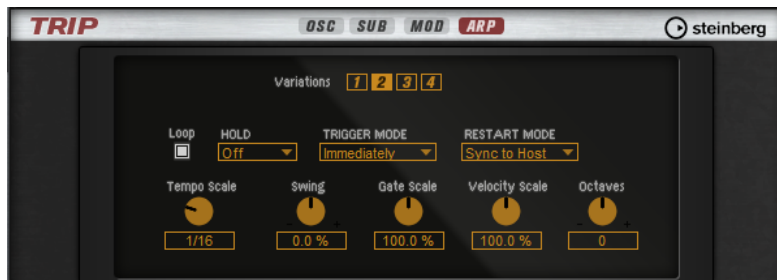 TRIP OSC SUB MOD ARP steinberg
Variations 1 2 3 4
Loop HOLD TRIGGER MODE RESTART MODE
Off Immediately Sync to Host
Tempo Scale Swing Gate Scale Velocity Scale Octaves
- + - +
1/16 0.0 % 100.0 % 100.0 % 0